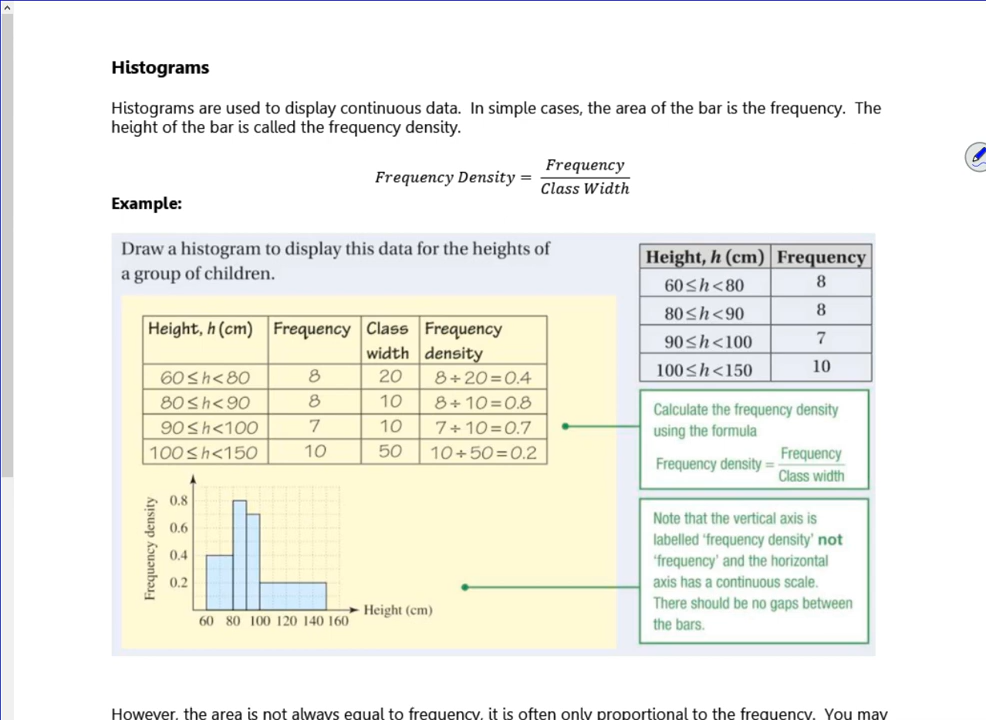 Histograms
Histograms are used to display continuous data. In simple cases, the area of the bar is the frequency. The
height of the bar is called the frequency density.
Frequency Density = Frequency / Class Width
Example:
Draw a histogram to display this data for the heights of
a group of children.
Height, h (cm) Frequency
60≤h<80 8
80≤h<90 8
90≤h<100 7
100≤h<150 10
Height, h (cm) Frequency Class width Frequency density
60≤h<80 8 20 8÷20=0.4
80≤h<90 8 10 8÷10=0.8
90≤h<100 7 10 7÷10=0.7
100≤h<150 10 50 10÷50=0.2
Calculate the frequency density
using the formula
Frequency density = Frequency / Class width
Frequency density
0.8
0.6
0.4
0.2
60 80 100 120 140 160
Height (cm)
Note that the vertical axis is
labelled ‘frequency density’ not
‘frequency’ and the horizontal
axis has a continuous scale.
There should be no gaps between
the bars.
However, the area is not always equal to frequency, it is often only proportional to the frequency. You may